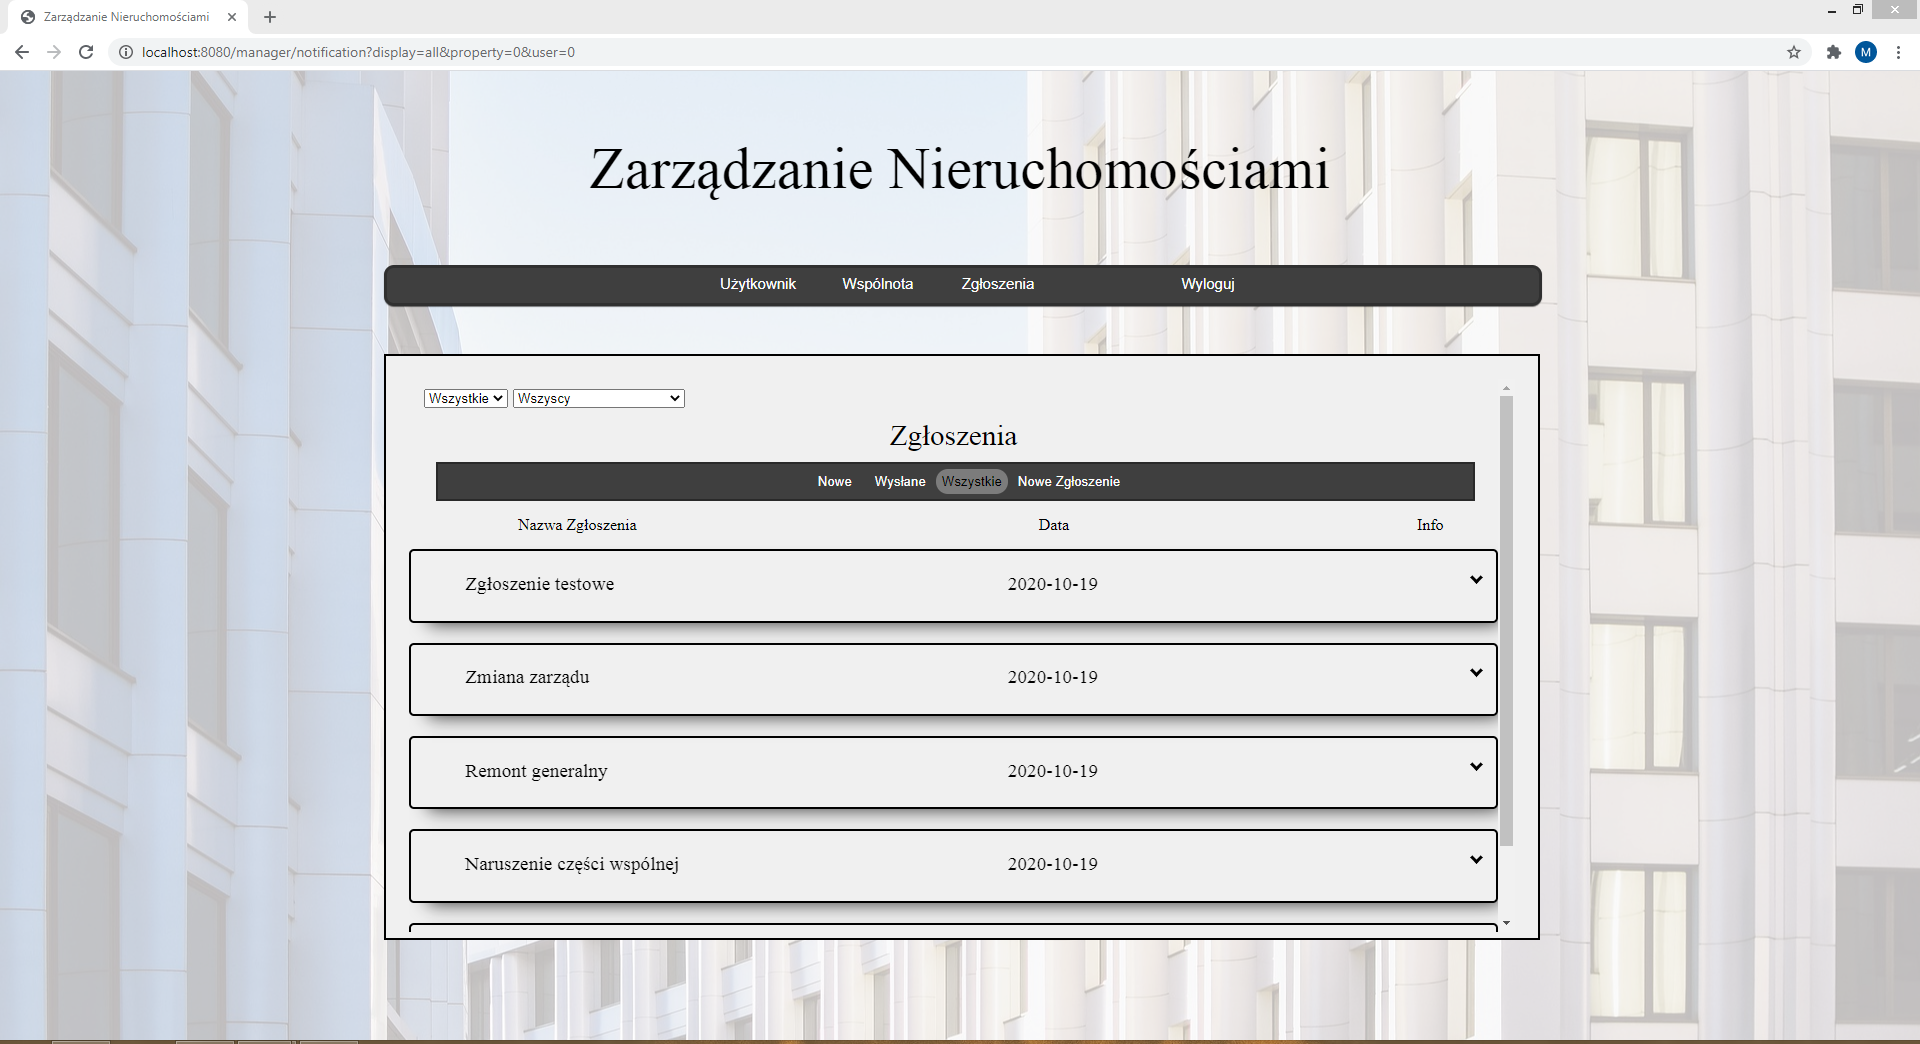 Zarządzanie Nieruchomościami
localhost:8080/manager/notification?display=all&property=0&user=0
M
Zarządzanie Nieruchomościami
Użytkownik Wspólnota Zgłoszenia Wyloguj
Wszystkie Wszyscy
Zgłoszenia
Nowe Wysłane Wszystkie Nowe Zgłoszenie
Nazwa Zgłoszenia Data Info
Zgłoszenie testowe 2020-10-19
Zmiana zarządu 2020-10-19
Remont generalny 2020-10-19
Naruszenie części wspólnej 2020-10-19